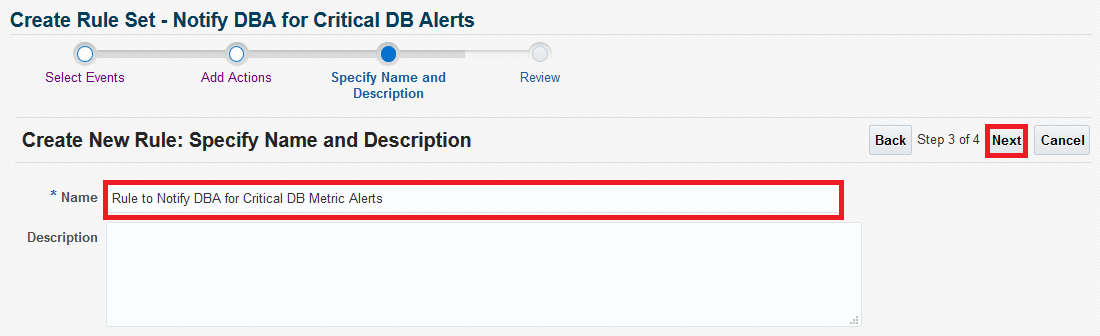 Create Rule Set - Notify DBA for Critical DB Alerts
Select Events
Add Actions
Specify Name and
Description
Review
Create New Rule: Specify Name and Description
Back Step 3 of 4 Next Cancel
* Name Rule to Notify DBA for Critical DB Metric Alerts
Description